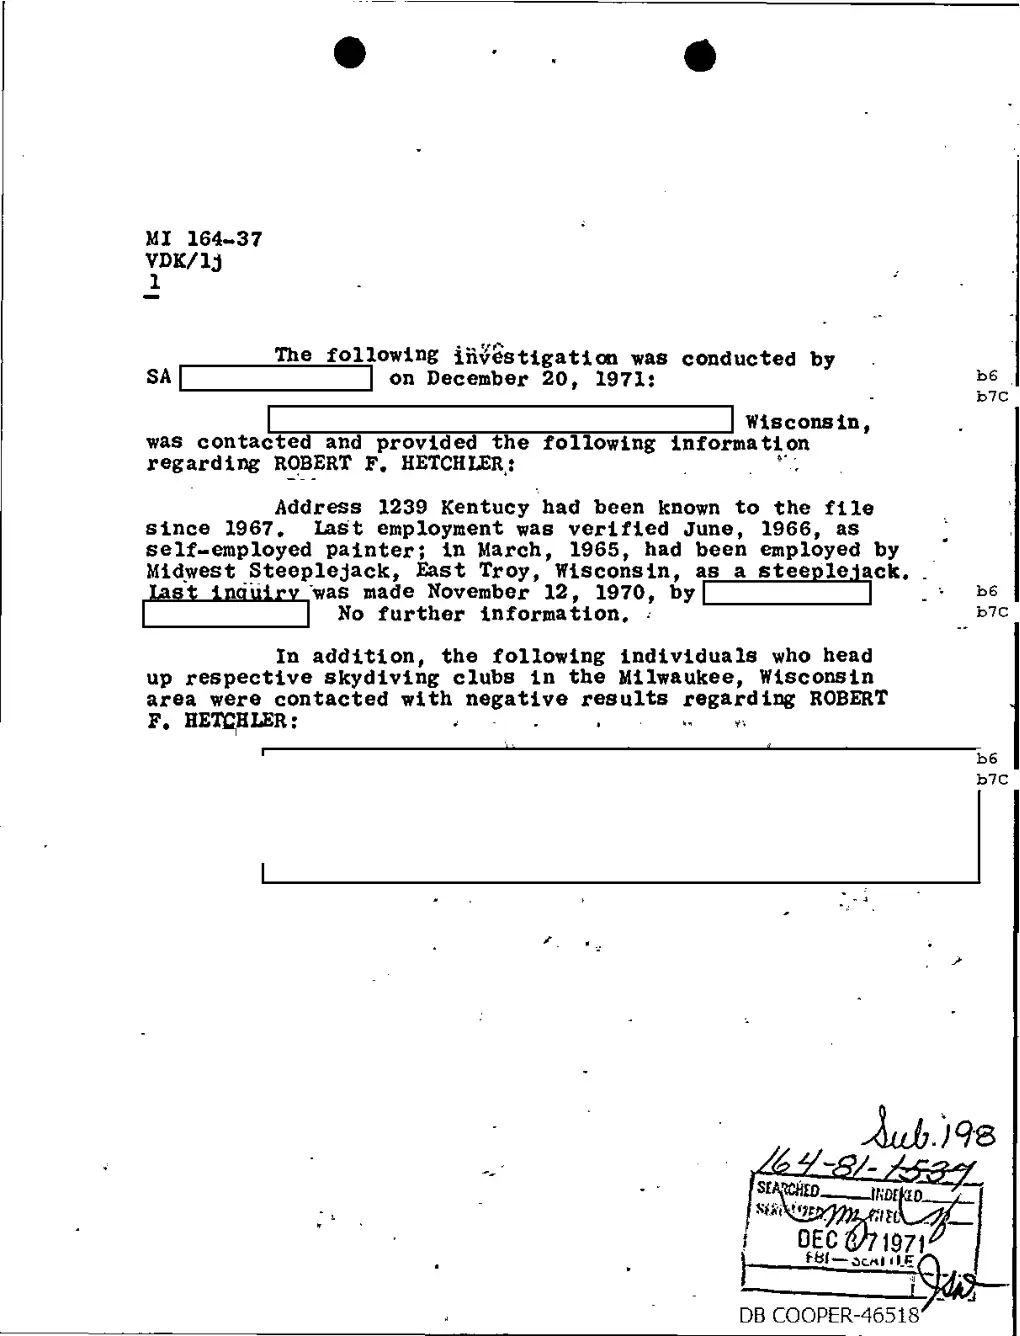 MI 164-37
VDK/lj
1
The following investigation was conducted by
SA on December 20, 1971:
b6
b7C
Wisconsin,
was contacted and provided the following information
regarding ROBERT F. HETCHLER:
Address 1239 Kentucy had been known to the file
since 1967. Last employment was verified June, 1966, as
self-employed painter; in March, 1965, had been employed by
Midwest Steeplejack, East Troy, Wisconsin, as a steeplejack.
Last inquiry was made November 12, 1970, by
b6
No further information.
b7C
In addition, the following individuals who head
up respective skydiving clubs in the Milwaukee, Wisconsin
area were contacted with negative results regarding ROBERT
F. HETCHLER:
b6
b7C
Sub. 198
164-81-1534
SEARCHED INDEXED
SERIALIZED FILED
DEC 1971
FBI — SEATTLE
DB COOPER-46518